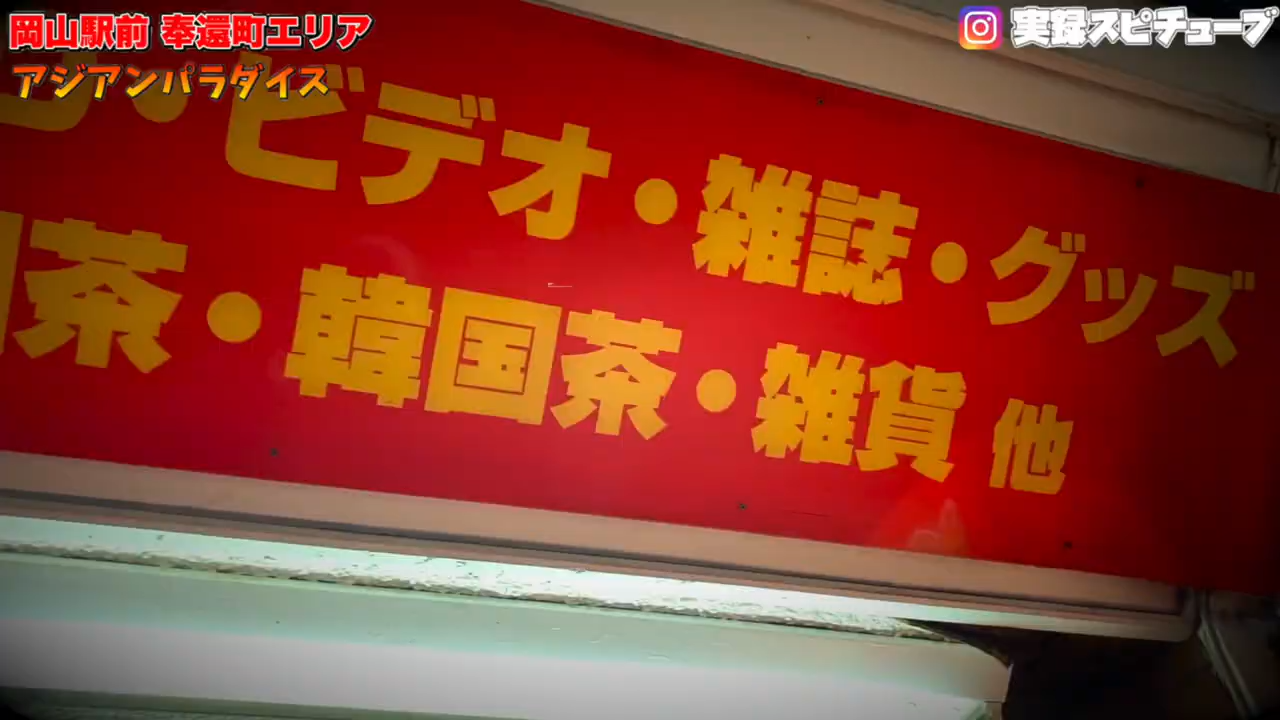 岡山駅前 奉還町エリア
アジアンパラダイス
実録スピチューブ
・ビデオ・雑誌・グッズ
茶・韓国茶・雑貨 他